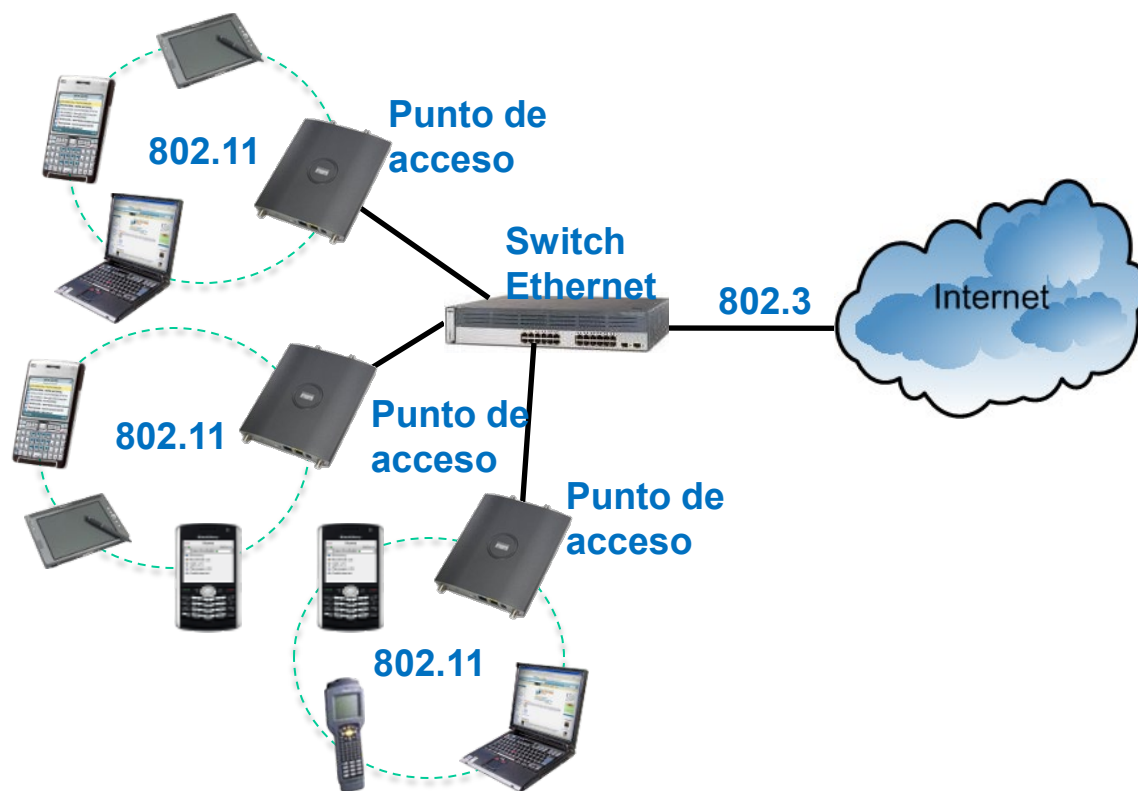 802.11
Punto de
acceso
Switch
Ethernet
802.3
Internet
802.11
Punto de
acceso
Punto de
acceso
802.11